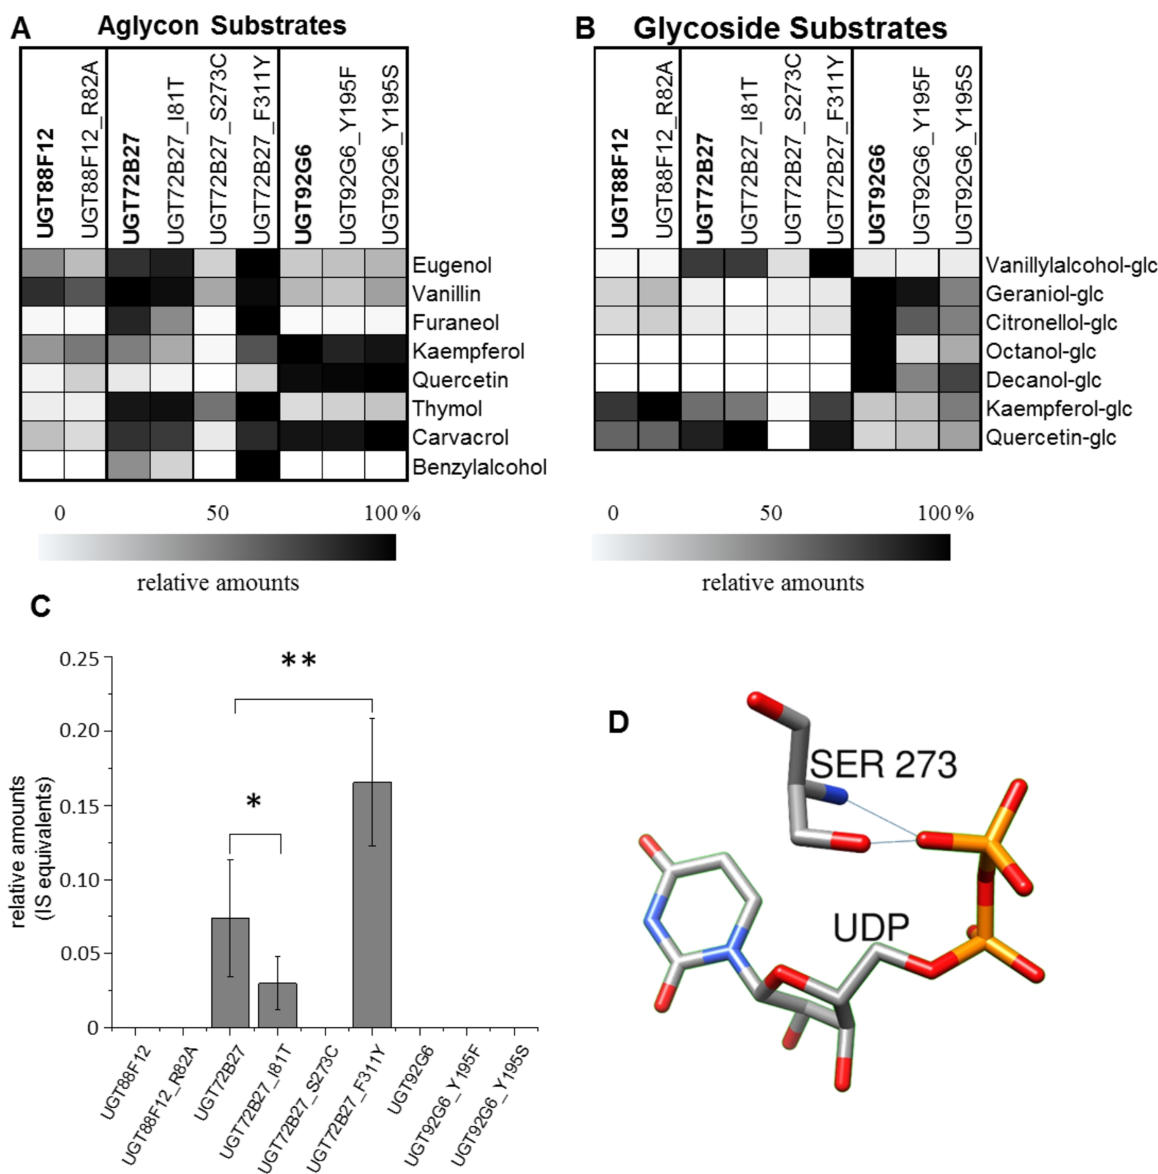 A
Aglycon Substrates
UGT88F12
UGT88F12_R82A
UGT72B27
UGT72B27_I81T
UGT72B27_S273C
UGT72B27_F311Y
UGT92G6
UGT92G6_Y195F
UGT92G6_Y195S
Eugenol
Vanillin
Furaneol
Kaempferol
Quercetin
Thymol
Carvacrol
Benzylalcohol
0 50 100 %
relative amounts
B
Glycoside Substrates
UGT88F12
UGT88F12_R82A
UGT72B27
UGT72B27_I81T
UGT72B27_S273C
UGT72B27_F311Y
UGT92G6
UGT92G6_Y195F
UGT92G6_Y195S
Vanillylalcohol-glc
Geraniol-glc
Citronellol-glc
Octanol-glc
Decanol-glc
Kaempferol-glc
Quercetin-glc
0 50 100 %
relative amounts
C
relative amounts
(IS equivalents)
0.25
0.20
0.15
0.10
0.05
0
**
*
UGT88F12
UGT88F12_R82A
UGT72B27
UGT72B27_I81T
UGT72B27_S273C
UGT72B27_F311Y
UGT92G6
UGT92G6_Y195F
UGT92G6_Y195S
D
SER 273
UDP